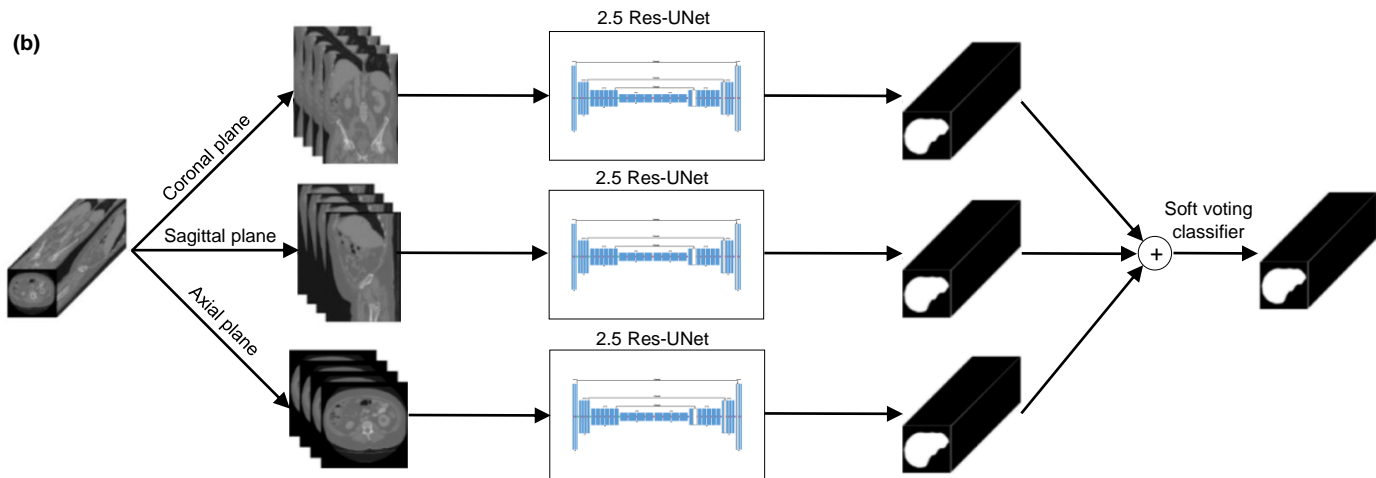 (b)
2.5 Res-UNet
Coronal plane
2.5 Res-UNet
Sagittal plane
Soft voting
classifier
+
Axial plane
2.5 Res-UNet